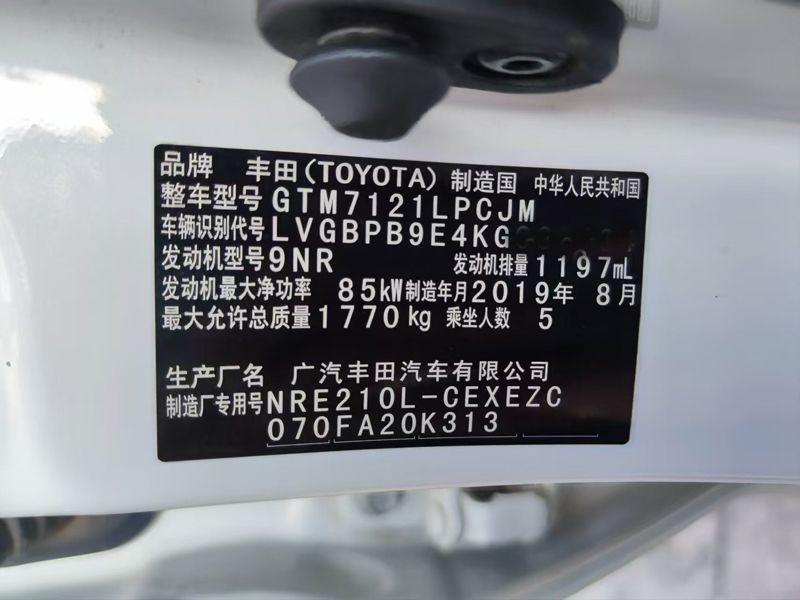 品牌 丰田(TOYOTA) 制造国 中华人民共和国
整车型号 GTM7121LPCJM
车辆识别代号 LVGBPB9E4KG
发动机型号 9NR 发动机排量 1197mL
发动机最大净功率 85kW 制造年月 2019年 8月
最大允许总质量 1770kg 乘坐人数 5
生产厂名 广汽丰田汽车有限公司
制造厂专用号 NRE210L-CEXEZC
070FA20K313